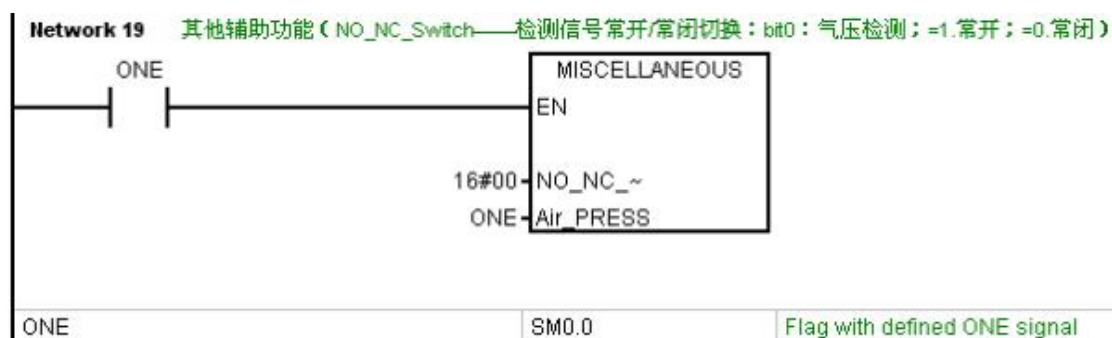 Network 19 其他辅助功能 ( NO_NC_Switch——检测信号常开/常闭切换：bit0：气压检测；=1.常开；=0.常闭 )
ONE
MISCELLANEOUS
EN
16#00 NO_NC_~
ONE Air_PRESS
ONE SM0.0 Flag with defined ONE signal